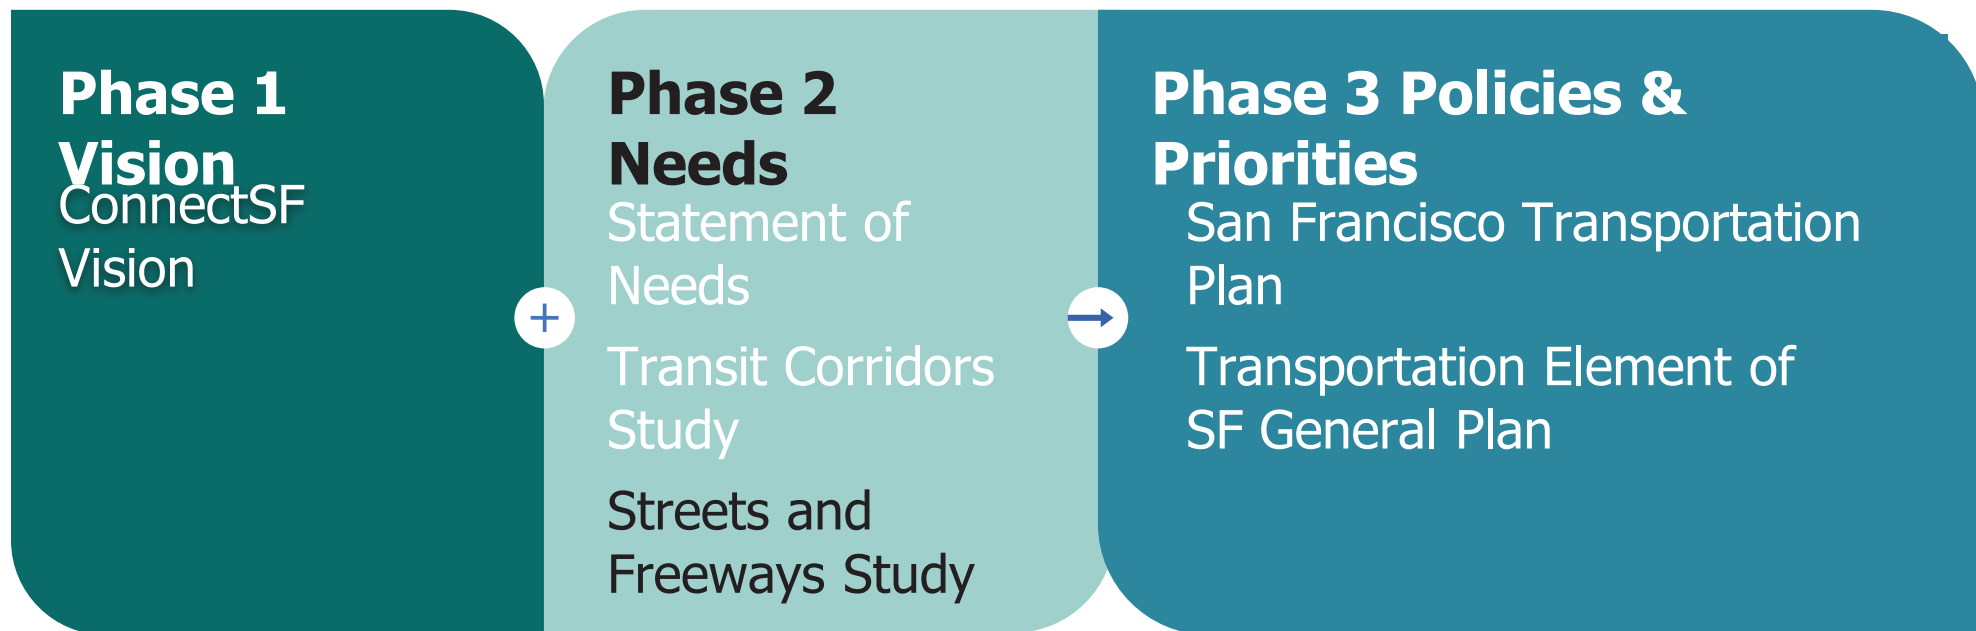 Phase 1
Vision
ConnectSF
Vision
Phase 2
Needs
Statement of
Needs
Transit Corridors
Study
Streets and
Freeways Study
Phase 3 Policies &
Priorities
San Francisco Transportation
Plan
Transportation Element of
SF General Plan